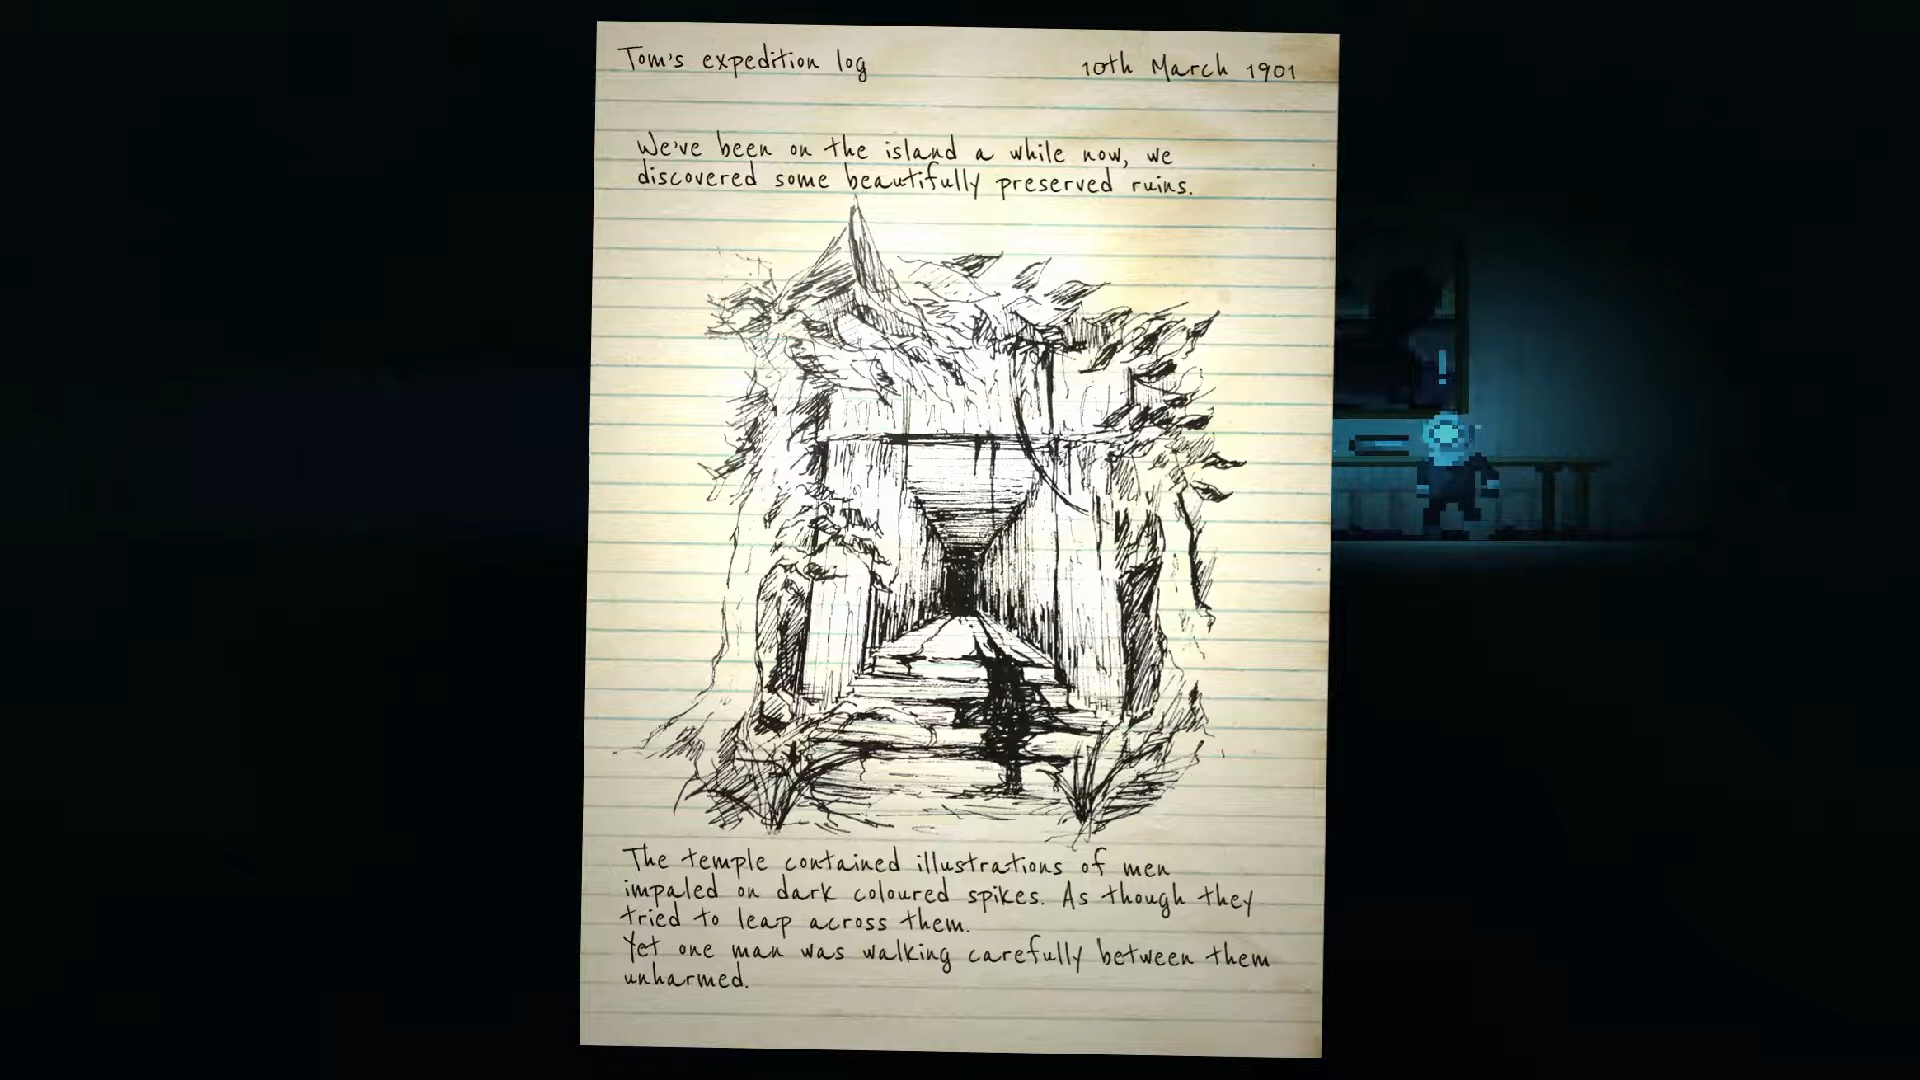 Tom's expedition log
10th March 1901
We've been on the island a while now, we
discovered some beautifully preserved ruins.
The temple contained illustrations of men
impaled on dark coloured spikes. As though they
tried to leap across them.
Yet one man was walking carefully between them
unharmed.